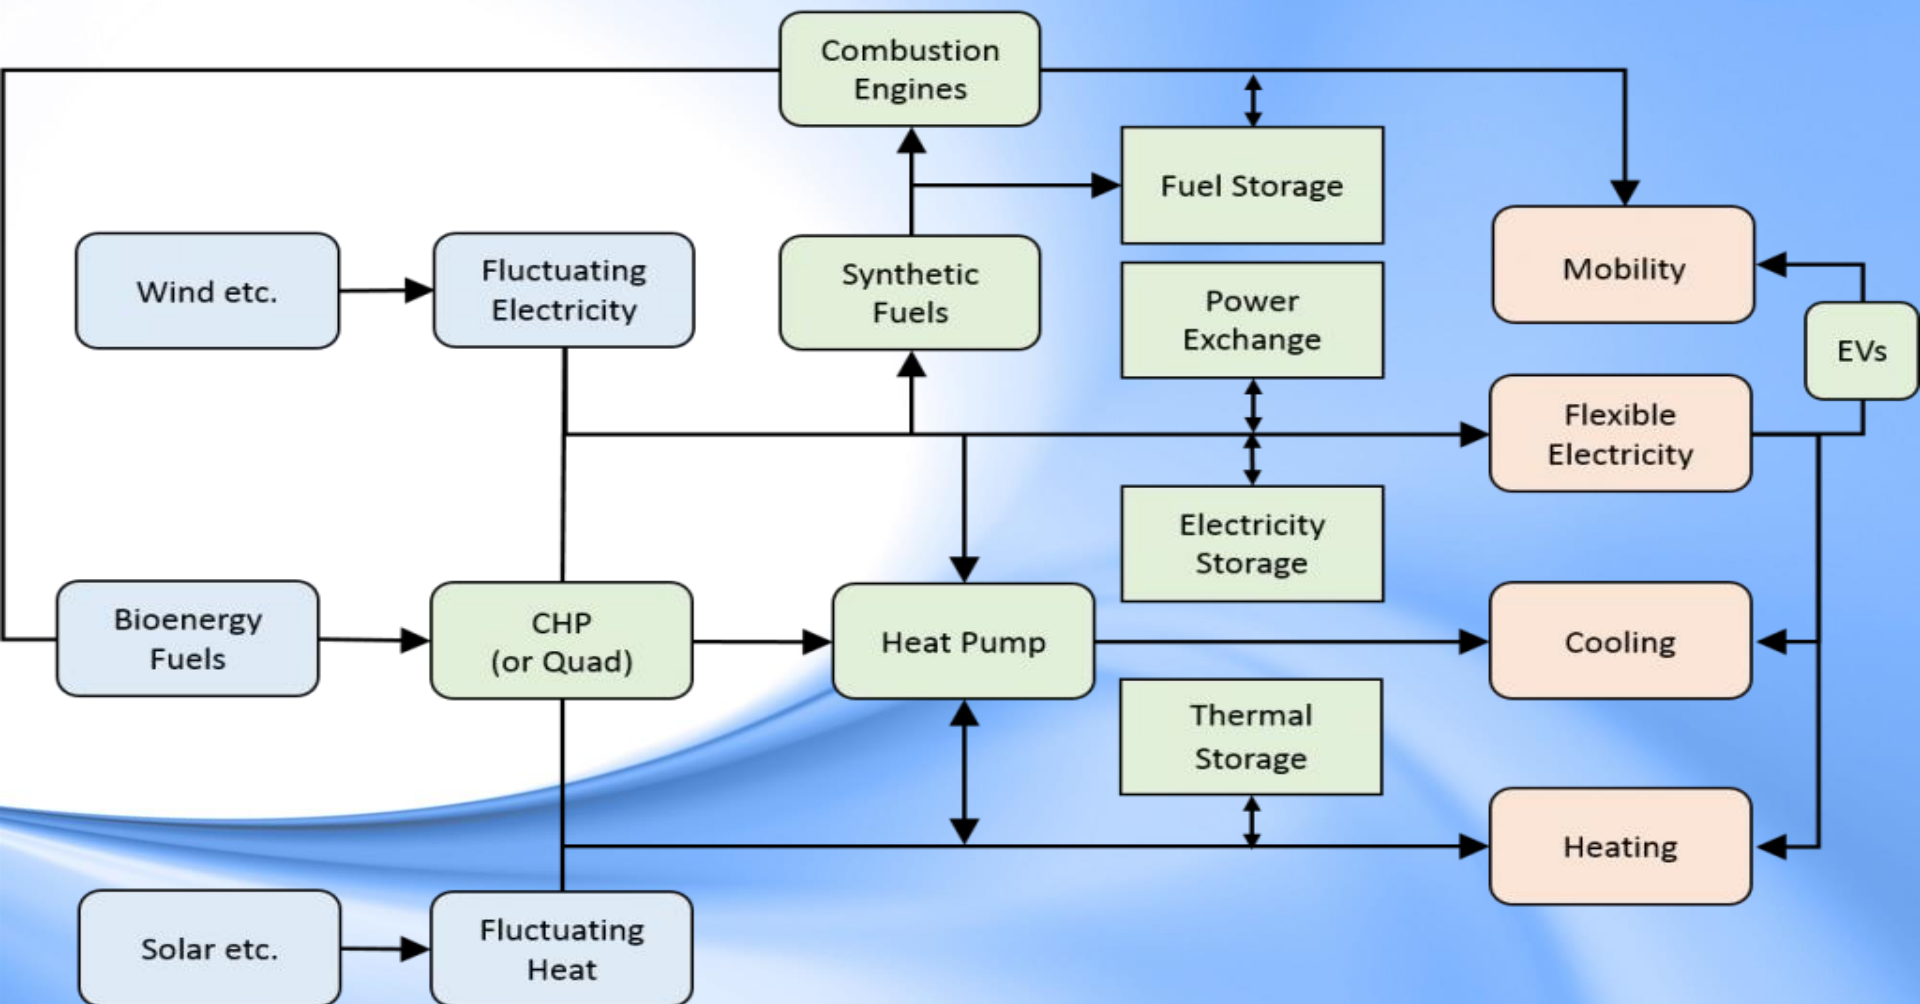 Combustion
Engines
Fuel Storage
Wind etc.
Fluctuating
Electricity
Synthetic
Fuels
Power
Exchange
Mobility
EVs
Flexible
Electricity
Electricity
Storage
Bioenergy
Fuels
CHP
(or Quad)
Heat Pump
Cooling
Thermal
Storage
Heating
Solar etc.
Fluctuating
Heat